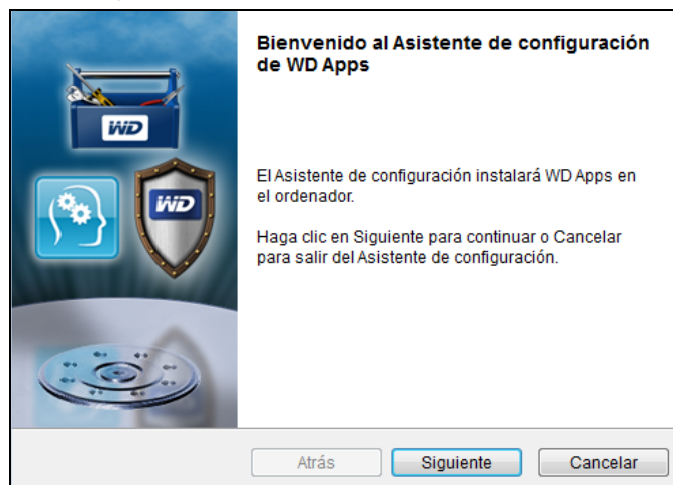 Bienvenido al Asistente de configuración
de WD Apps
WD
WD
El Asistente de configuración instalará WD Apps en
el ordenador.
Haga clic en Siguiente para continuar o Cancelar
para salir del Asistente de configuración.
Atrás
Siguiente
Cancelar